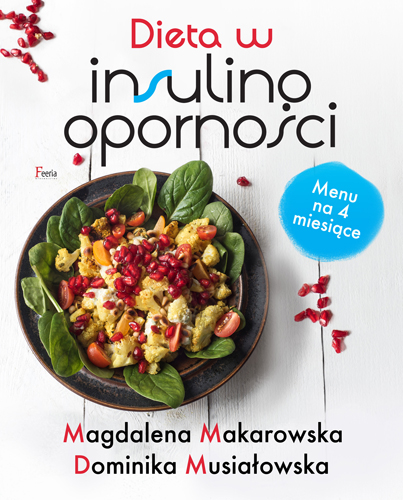 Dieta w
insulino
oporności
Feeria
Menu
na 4
miesiące
Magdalena Makarowska
Dominika Musiałowska